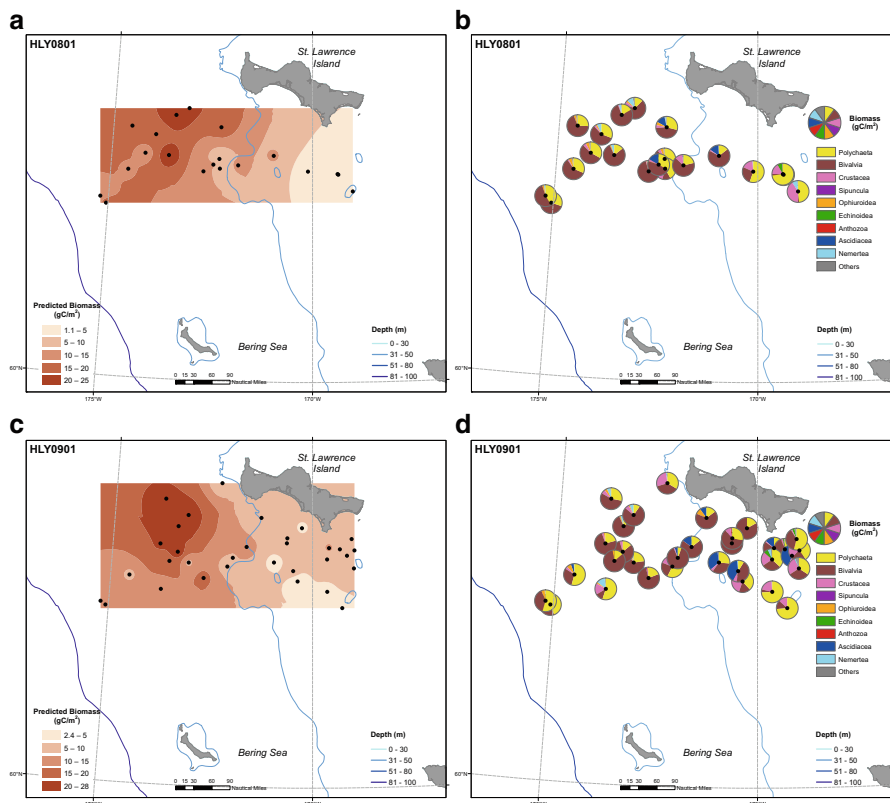 a
HLY0801
St. Lawrence
Island
Predicted Biomass
(gC/m²)
1.1 – 5
5 – 10
10 – 15
15 – 20
20 – 25
Bering Sea
Depth (m)
0 - 30
31 - 50
51 - 80
81 - 100
0 15 30 60 90
Nautical Miles
60°N
175°W
170°W
b
HLY0801
St. Lawrence
Island
Biomass
(gC/m²)
Polychaeta
Bivalvia
Crustacea
Sipuncula
Ophiuroidea
Echinoidea
Anthozoa
Ascidiacea
Nemertea
Others
Bering Sea
Depth (m)
0 - 30
31 - 50
51 - 80
81 - 100
0 15 30 60 90
Nautical Miles
60°N
175°W
170°W
c
HLY0901
St. Lawrence
Island
Predicted Biomass
(gC/m²)
2.4 – 5
5 – 10
10 – 15
15 – 20
20 – 28
Bering Sea
Depth (m)
0 - 30
31 - 50
51 - 80
81 - 100
0 15 30 60 90
Nautical Miles
60°N
d
HLY0901
St. Lawrence
Island
Biomass
(gC/m²)
Polychaeta
Bivalvia
Crustacea
Sipuncula
Ophiuroidea
Echinoidea
Anthozoa
Ascidiacea
Nemertea
Others
Bering Sea
Depth (m)
0 - 30
31 - 50
51 - 80
81 - 100
0 15 30 60 90
Nautical Miles
60°N